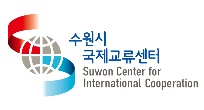 수원시
국제교류센터
Suwon Center for
International Cooperation